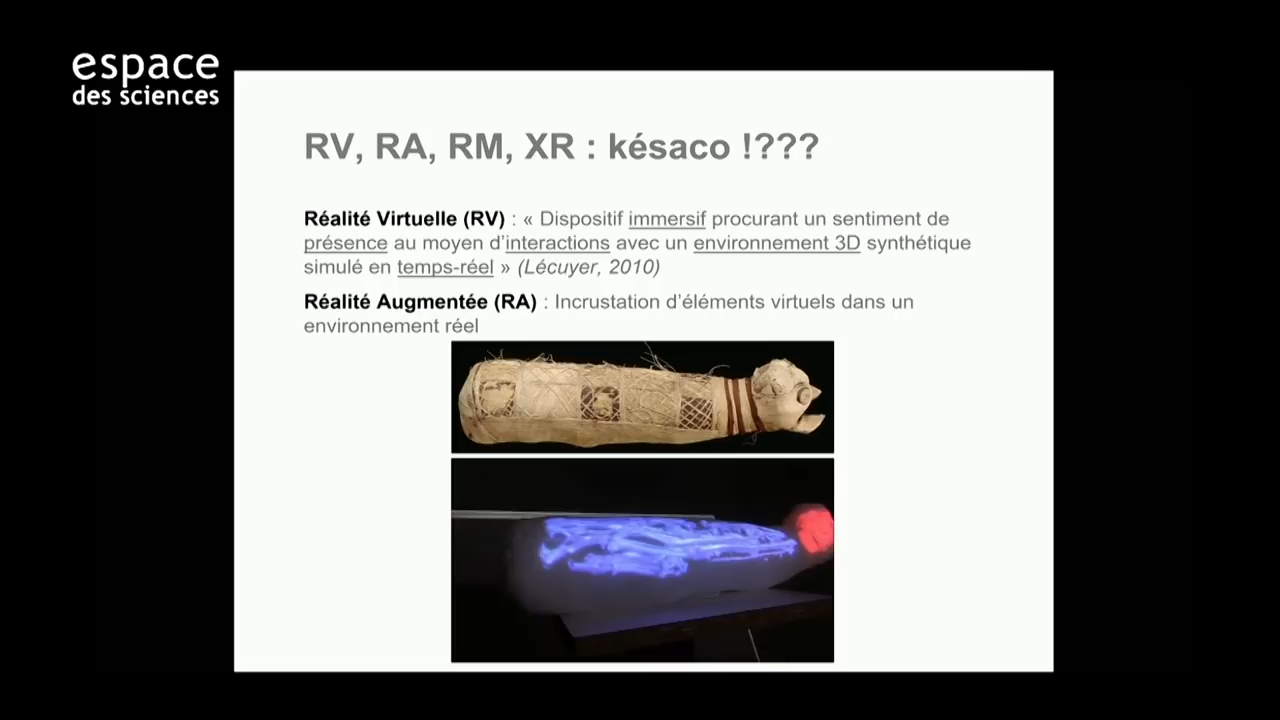 espace
des sciences
RV, RA, RM, XR : késaco !???
Réalité Virtuelle (RV) : « Dispositif immersif procurant un sentiment de
présence au moyen d’interactions avec un environnement 3D synthétique
simulé en temps-réel » (Lécuyer, 2010)
Réalité Augmentée (RA) : Incrustation d’éléments virtuels dans un
environnement réel